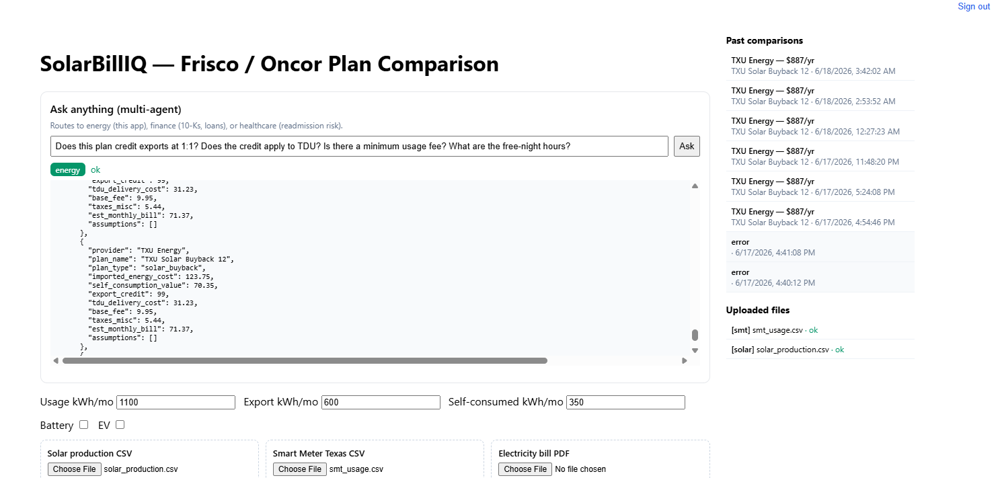 Sign out
SolarBillIQ — Frisco / Oncor Plan Comparison
Ask anything (multi-agent)
Routes to energy (this app), finance (10-Ks, loans), or healthcare (readmission risk).
Does this plan credit exports at 1:1? Does the credit apply to TDU? Is there a minimum usage fee? What are the free-night hours?
Ask
energy ok
"export_credit": 99,
"tdu_delivery_cost": 31.23,
"base_fee": 9.95,
"taxes_misc": 5.44,
"est_monthly_bill": 71.37,
"assumptions": []
},
{
"provider": "TXU Energy",
"plan_name": "TXU Solar Buyback 12",
"plan_type": "solar_buyback",
"imported_energy_cost": 123.75,
"self_consumption_value": 70.35,
"export_credit": 99,
"tdu_delivery_cost": 31.23,
"base_fee": 9.95,
"taxes_misc": 5.44,
"est_monthly_bill": 71.37,
"assumptions": []
},
{
Usage kWh/mo 1100 Export kWh/mo 600 Self-consumed kWh/mo 350
Battery EV
Solar production CSV
Choose File solar_production.csv
Smart Meter Texas CSV
Choose File smt_usage.csv
Electricity bill PDF
Choose File No file chosen
Past comparisons
TXU Energy — $887/yr
TXU Solar Buyback 12 · 6/18/2026, 3:42:02 AM
TXU Energy — $887/yr
TXU Solar Buyback 12 · 6/18/2026, 2:53:52 AM
TXU Energy — $887/yr
TXU Solar Buyback 12 · 6/18/2026, 12:27:23 AM
TXU Energy — $887/yr
TXU Solar Buyback 12 · 6/17/2026, 11:48:20 PM
TXU Energy — $887/yr
TXU Solar Buyback 12 · 6/17/2026, 5:24:08 PM
TXU Energy — $887/yr
TXU Solar Buyback 12 · 6/17/2026, 4:54:46 PM
error
· 6/17/2026, 4:41:08 PM
error
· 6/17/2026, 4:40:12 PM
Uploaded files
[smt] smt_usage.csv · ok
[solar] solar_production.csv · ok